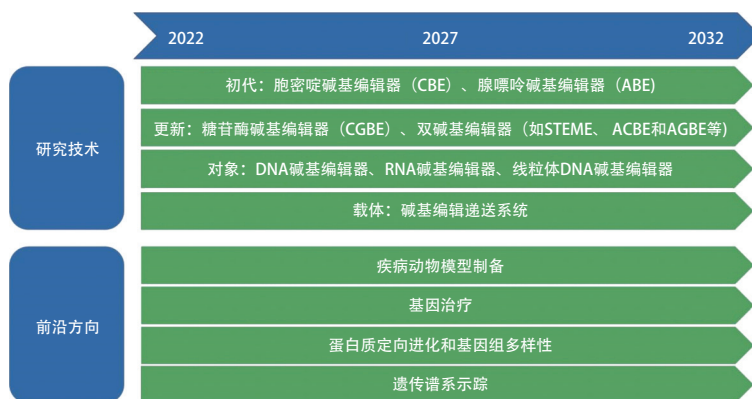 2022 2027 2032
研究技术
初代：胞密啶碱基编辑器（CBE）、腺嘌呤碱基编辑器（ABE）
更新：糖苷酶碱基编辑器（CGBE）、双碱基编辑器（如STEME、 ACBE和AGBE等）
对象：DNA碱基编辑器、RNA碱基编辑器、线粒体DNA碱基编辑器
载体：碱基编辑递送系统
前沿方向
疾病动物模型制备
基因治疗
蛋白质定向进化和基因组多样性
遗传谱系示踪